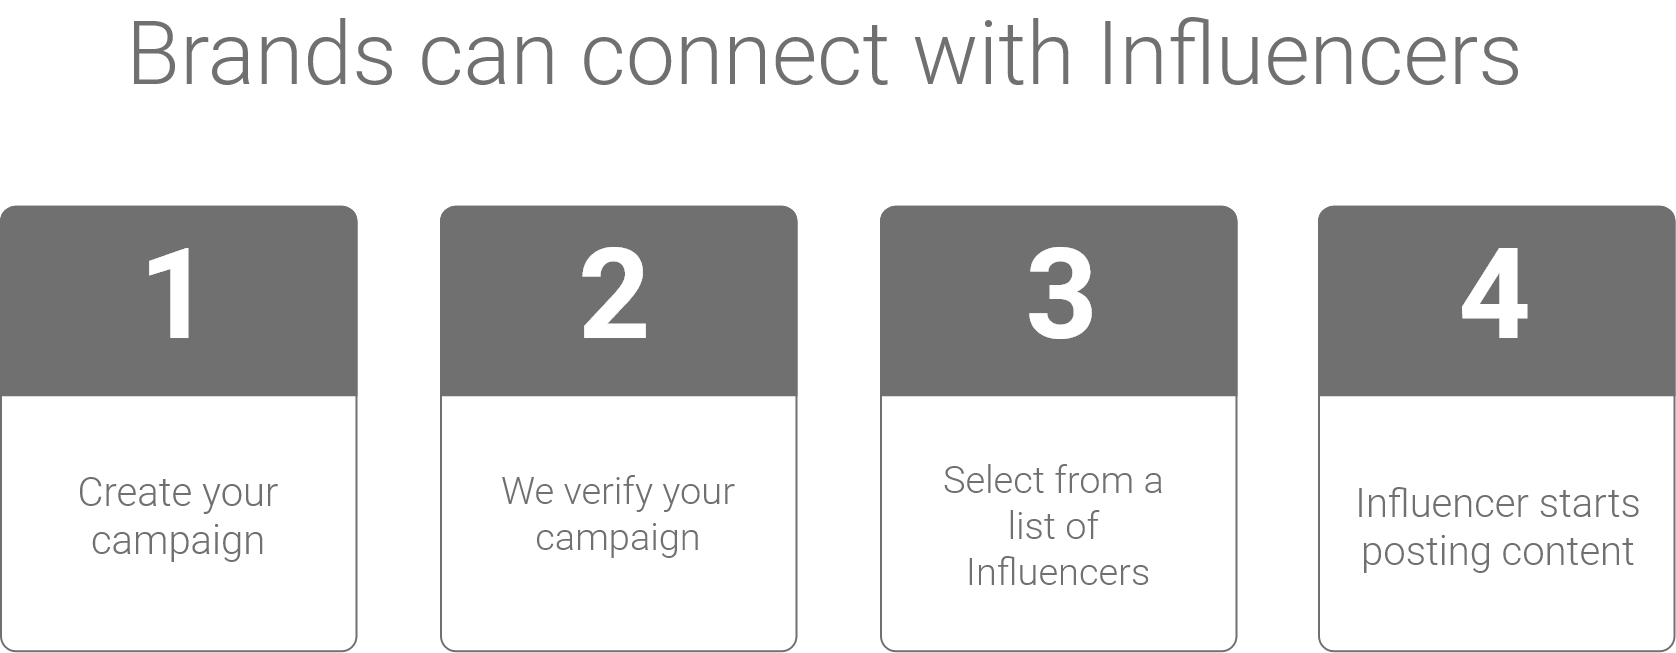 Brands can connect with Influencers
1
2
3
4
Create your
campaign
We verify your
campaign
Select from a
list of
Influencers
Influencer starts
posting content